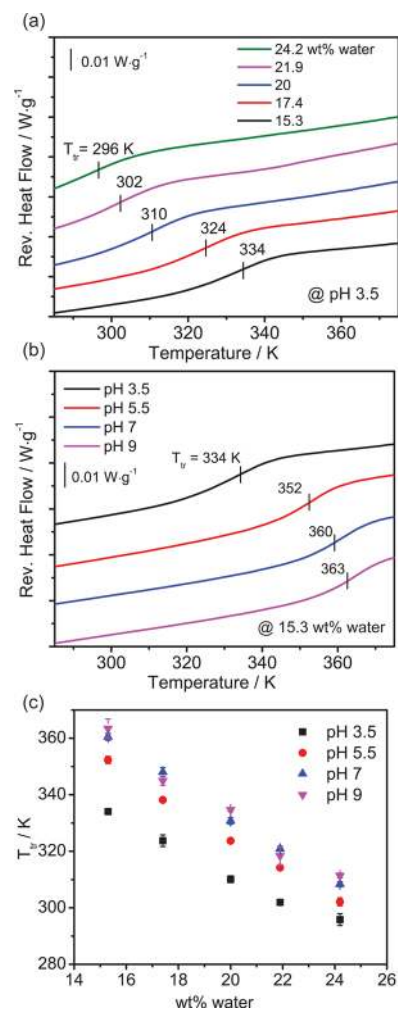 (a)
0.01 W·g⁻¹
24.2 wt% water
21.9
20
17.4
15.3
Ttr = 296 K
302
310
324
334
@ pH 3.5
Rev. Heat Flow / W·g⁻¹
300 320 340 360
Temperature / K
(b)
pH 3.5
pH 5.5
pH 7
pH 9
0.01 W·g⁻¹
Ttr = 334 K
352
360
363
@ 15.3 wt% water
Rev. Heat Flow / W·g⁻¹
300 320 340 360
Temperature / K
(c)
360
340
320
300
280
pH 3.5
pH 5.5
pH 7
pH 9
Ttr / K
14 16 18 20 22 24 26
wt% water